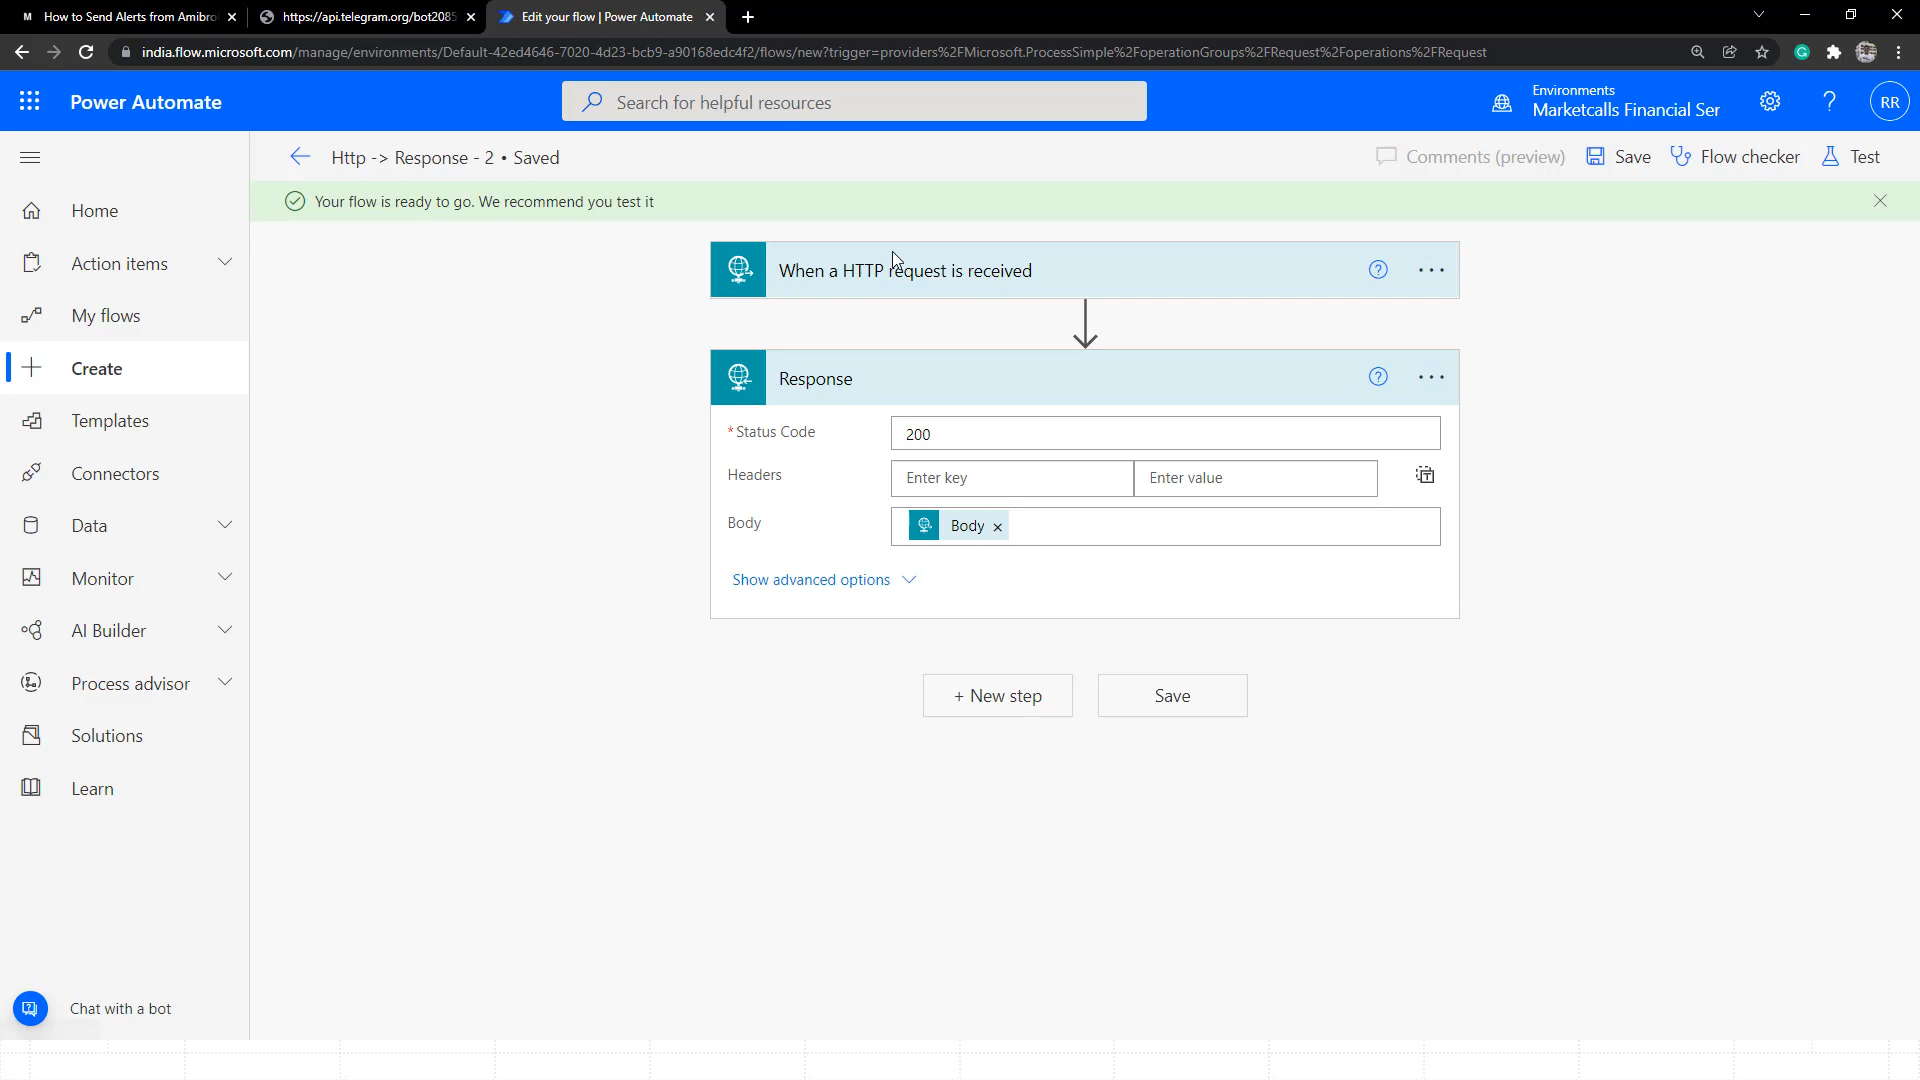 M How to Send Alerts from Amibro
https://api.telegram.org/bot2085
Edit your flow | Power Automate
india.flow.microsoft.com/manage/environments/Default-42ed4646-7020-4d23-bcb9-a90168edc4f2/flows/new?trigger=providers%2FMicrosoft.ProcessSimple%2FoperationGroups%2FRequest%2Foperations%2FRequest
Power Automate
Search for helpful resources
Environments
Marketcalls Financial Ser
RR
Http -> Response - 2 • Saved
Comments (preview)
Save
Flow checker
Test
Your flow is ready to go. We recommend you test it
Home
Action items
My flows
Create
Templates
Connectors
Data
Monitor
AI Builder
Process advisor
Solutions
Learn
Chat with a bot
When a HTTP request is received
Response
*Status Code
200
Headers
Enter key
Enter value
Body
Body ×
Show advanced options
+ New step
Save